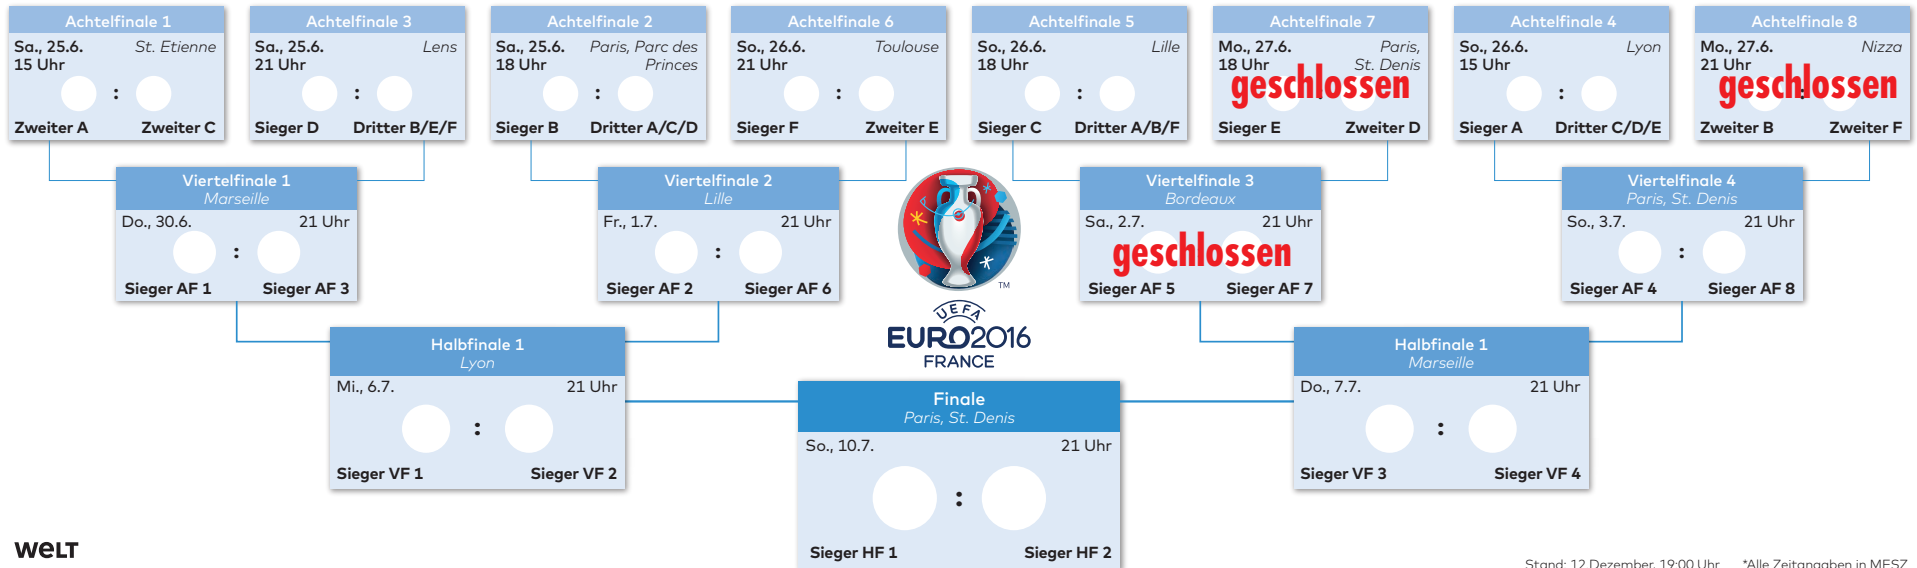 Achtelfinale 1
Sa., 25.6. St. Etienne
15 Uhr
:
Zweiter A Zweiter C
Achtelfinale 3
Sa., 25.6. Lens
21 Uhr
:
Sieger D Dritter B/E/F
Achtelfinale 2
Sa., 25.6. Paris, Parc des
18 Uhr Princes
:
Sieger B Dritter A/C/D
Achtelfinale 6
So., 26.6. Toulouse
21 Uhr
:
Sieger F Zweiter E
Achtelfinale 5
So., 26.6. Lille
18 Uhr
:
Sieger C Dritter A/B/F
Achtelfinale 7
Mo., 27.6. Paris,
18 Uhr St. Denis
geschlossen
Sieger E Zweiter D
Achtelfinale 4
So., 26.6. Lyon
15 Uhr
:
Sieger A Dritter C/D/E
Achtelfinale 8
Mo., 27.6. Nizza
21 Uhr
geschlossen
Zweiter B Zweiter F
Viertelfinale 1
Marseille
Do., 30.6. 21 Uhr
:
Sieger AF 1 Sieger AF 3
Viertelfinale 2
Lille
Fr., 1.7. 21 Uhr
:
Sieger AF 2 Sieger AF 6
TM
UEFA
EURO2016
FRANCE
Viertelfinale 3
Bordeaux
Sa., 2.7. 21 Uhr
geschlossen
Sieger AF 5 Sieger AF 7
Viertelfinale 4
Paris, St. Denis
So., 3.7. 21 Uhr
:
Sieger AF 4 Sieger AF 8
Halbfinale 1
Lyon
Mi., 6.7. 21 Uhr
:
Sieger VF 1 Sieger VF 2
Finale
Paris, St. Denis
So., 10.7. 21 Uhr
:
Sieger HF 1 Sieger HF 2
Halbfinale 1
Marseille
Do., 7.7. 21 Uhr
:
Sieger VF 3 Sieger VF 4
WELT
Stand: 12 Dezember, 19:00 Uhr *Alle Zeitangaben in MESZ